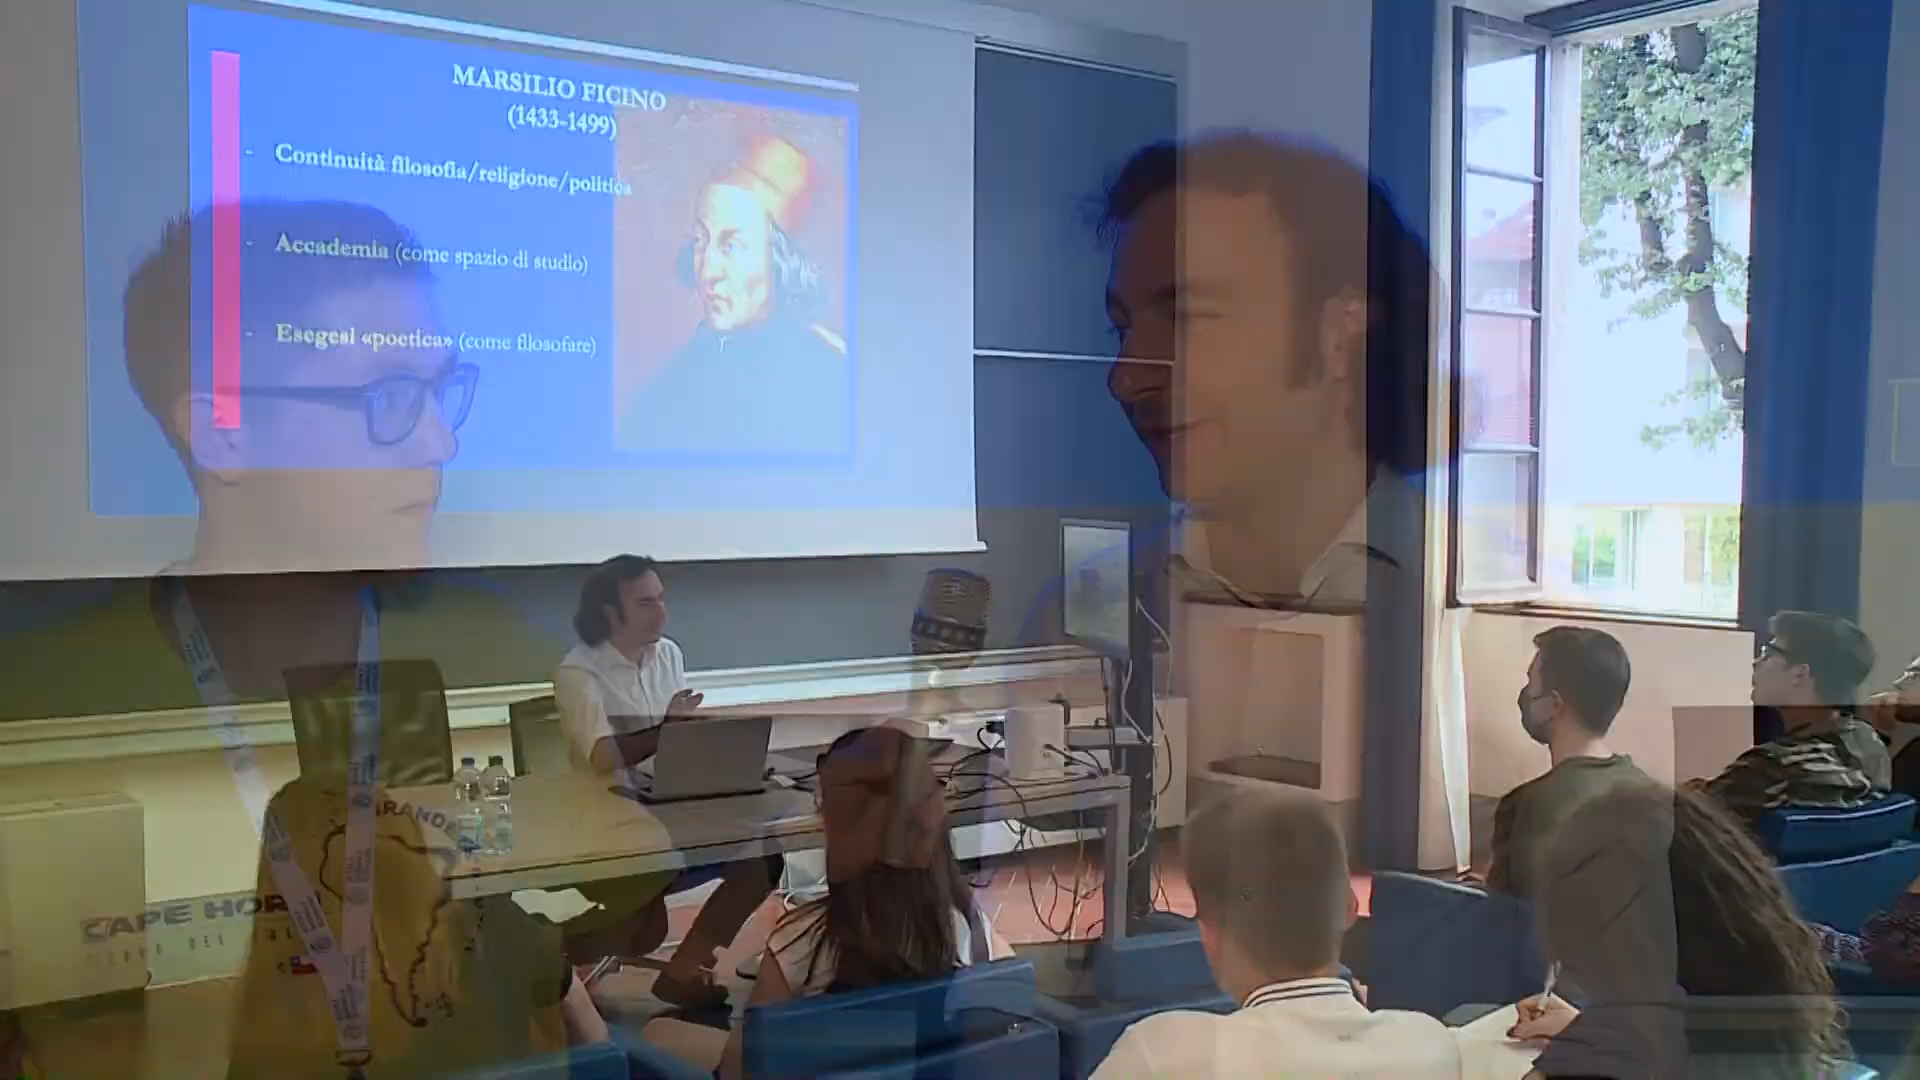 MARSILIO FICINO
(1433-1499)
- Continuità filosofia/religione/politica
- Accademia (come spazio di studio)
- Esegesi «poetica» (come filosofare)
GRANDE
CAPE HORN